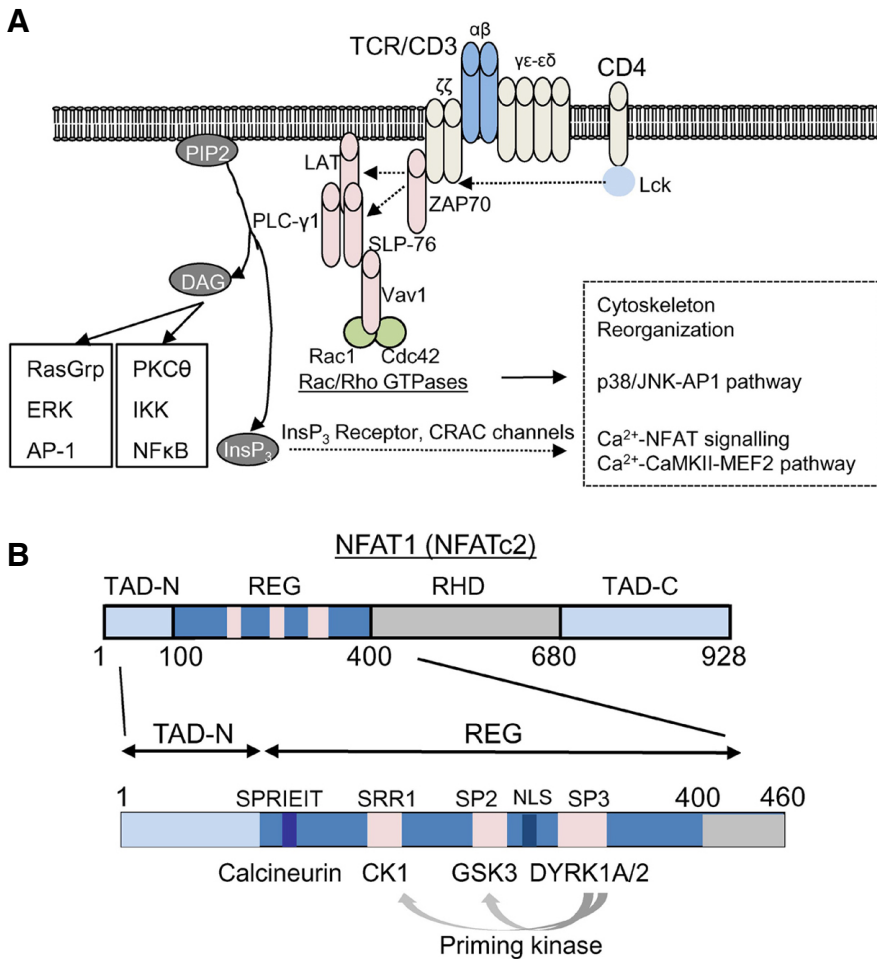 A
TCR/CD3
αβ
γε-εδ
ζζ
CD4
PIP2
LAT
Lck
ZAP70
PLC-γ1
SLP-76
DAG
Vav1
Rac1 Cdc42
Rac/Rho GTPases
RasGrp
ERK
AP-1
PKCθ
IKK
NFκB
InsP3
InsP3 Receptor, CRAC channels
Cytoskeleton
Reorganization
p38/JNK-AP1 pathway
Ca2+-NFAT signalling
Ca2+-CaMKII-MEF2 pathway
B
NFAT1 (NFATc2)
TAD-N REG RHD TAD-C
1 100 400 680 928
TAD-N REG
1 SPRIEIT SRR1 SP2 NLS SP3 400 460
Calcineurin CK1 GSK3 DYRK1A/2
Priming kinase